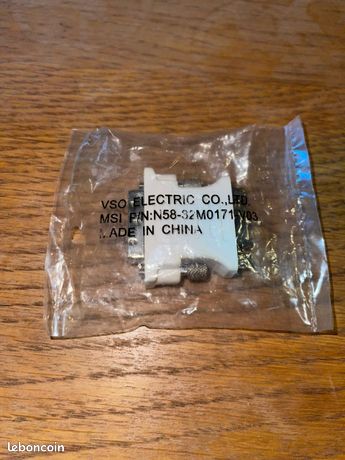 VSO ELECTRIC CO.,LTD.
MSI P/N:N58-32M0171-V03
MADE IN CHINA
leboncoin